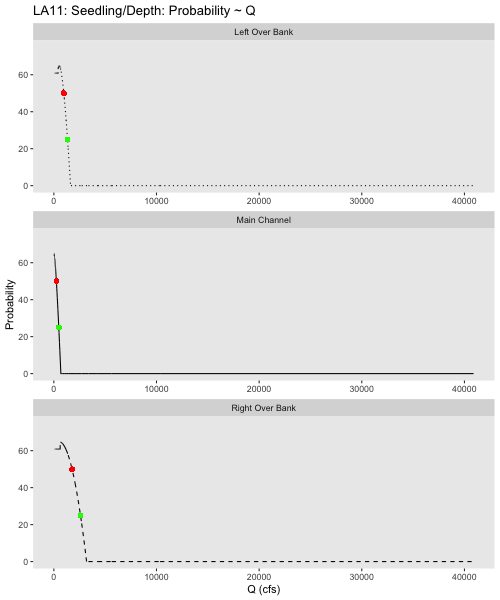 LA11: Seedling/Depth: Probability ~ Q
Left Over Bank
60
40
20
0
0 10000 20000 30000 40000
Main Channel
60
40
20
0
0 10000 20000 30000 40000
Probability
Right Over Bank
60
40
20
0
0 10000 20000 30000 40000
Q (cfs)